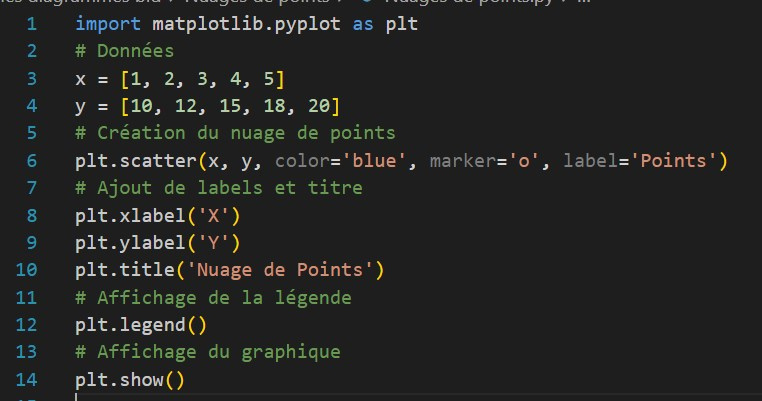 les diagrammes bid > Nuages de points > Nuages de points.py > ...
1 import matplotlib.pyplot as plt
2 # Données
3 x = [1, 2, 3, 4, 5]
4 y = [10, 12, 15, 18, 20]
5 # Création du nuage de points
6 plt.scatter(x, y, color='blue', marker='o', label='Points')
7 # Ajout de labels et titre
8 plt.xlabel('X')
9 plt.ylabel('Y')
10 plt.title('Nuage de Points')
11 # Affichage de la légende
12 plt.legend()
13 # Affichage du graphique
14 plt.show()